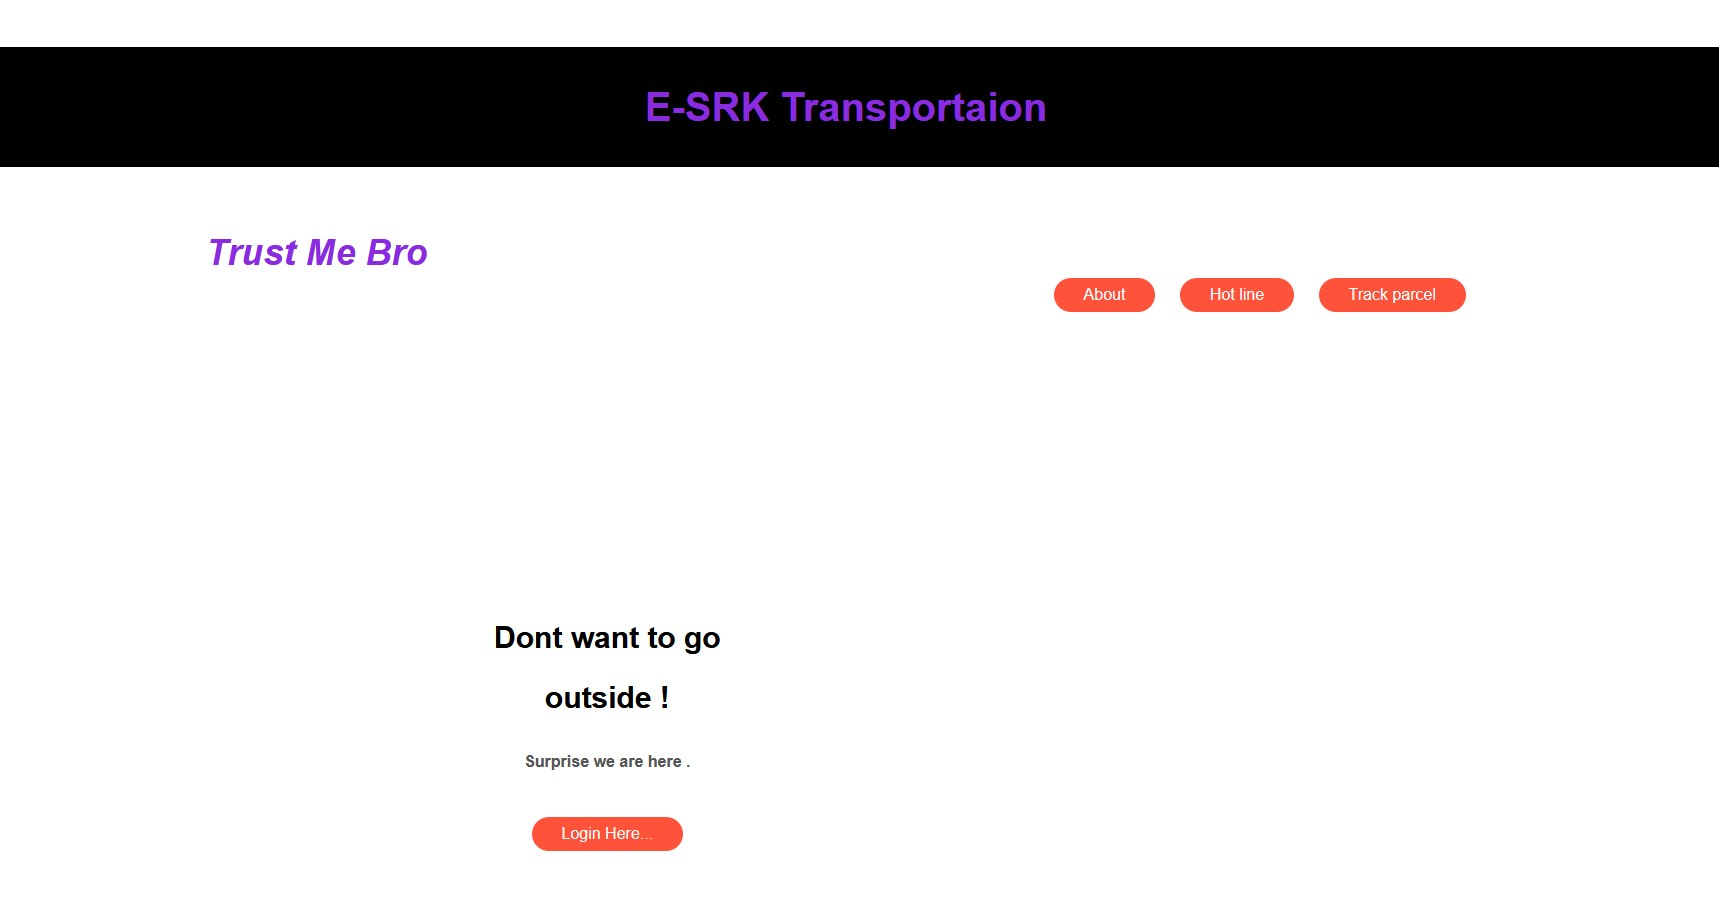 E-SRK Transportaion
Trust Me Bro
About
Hot line
Track parcel
Dont want to go
outside !
Surprise we are here .
Login Here...